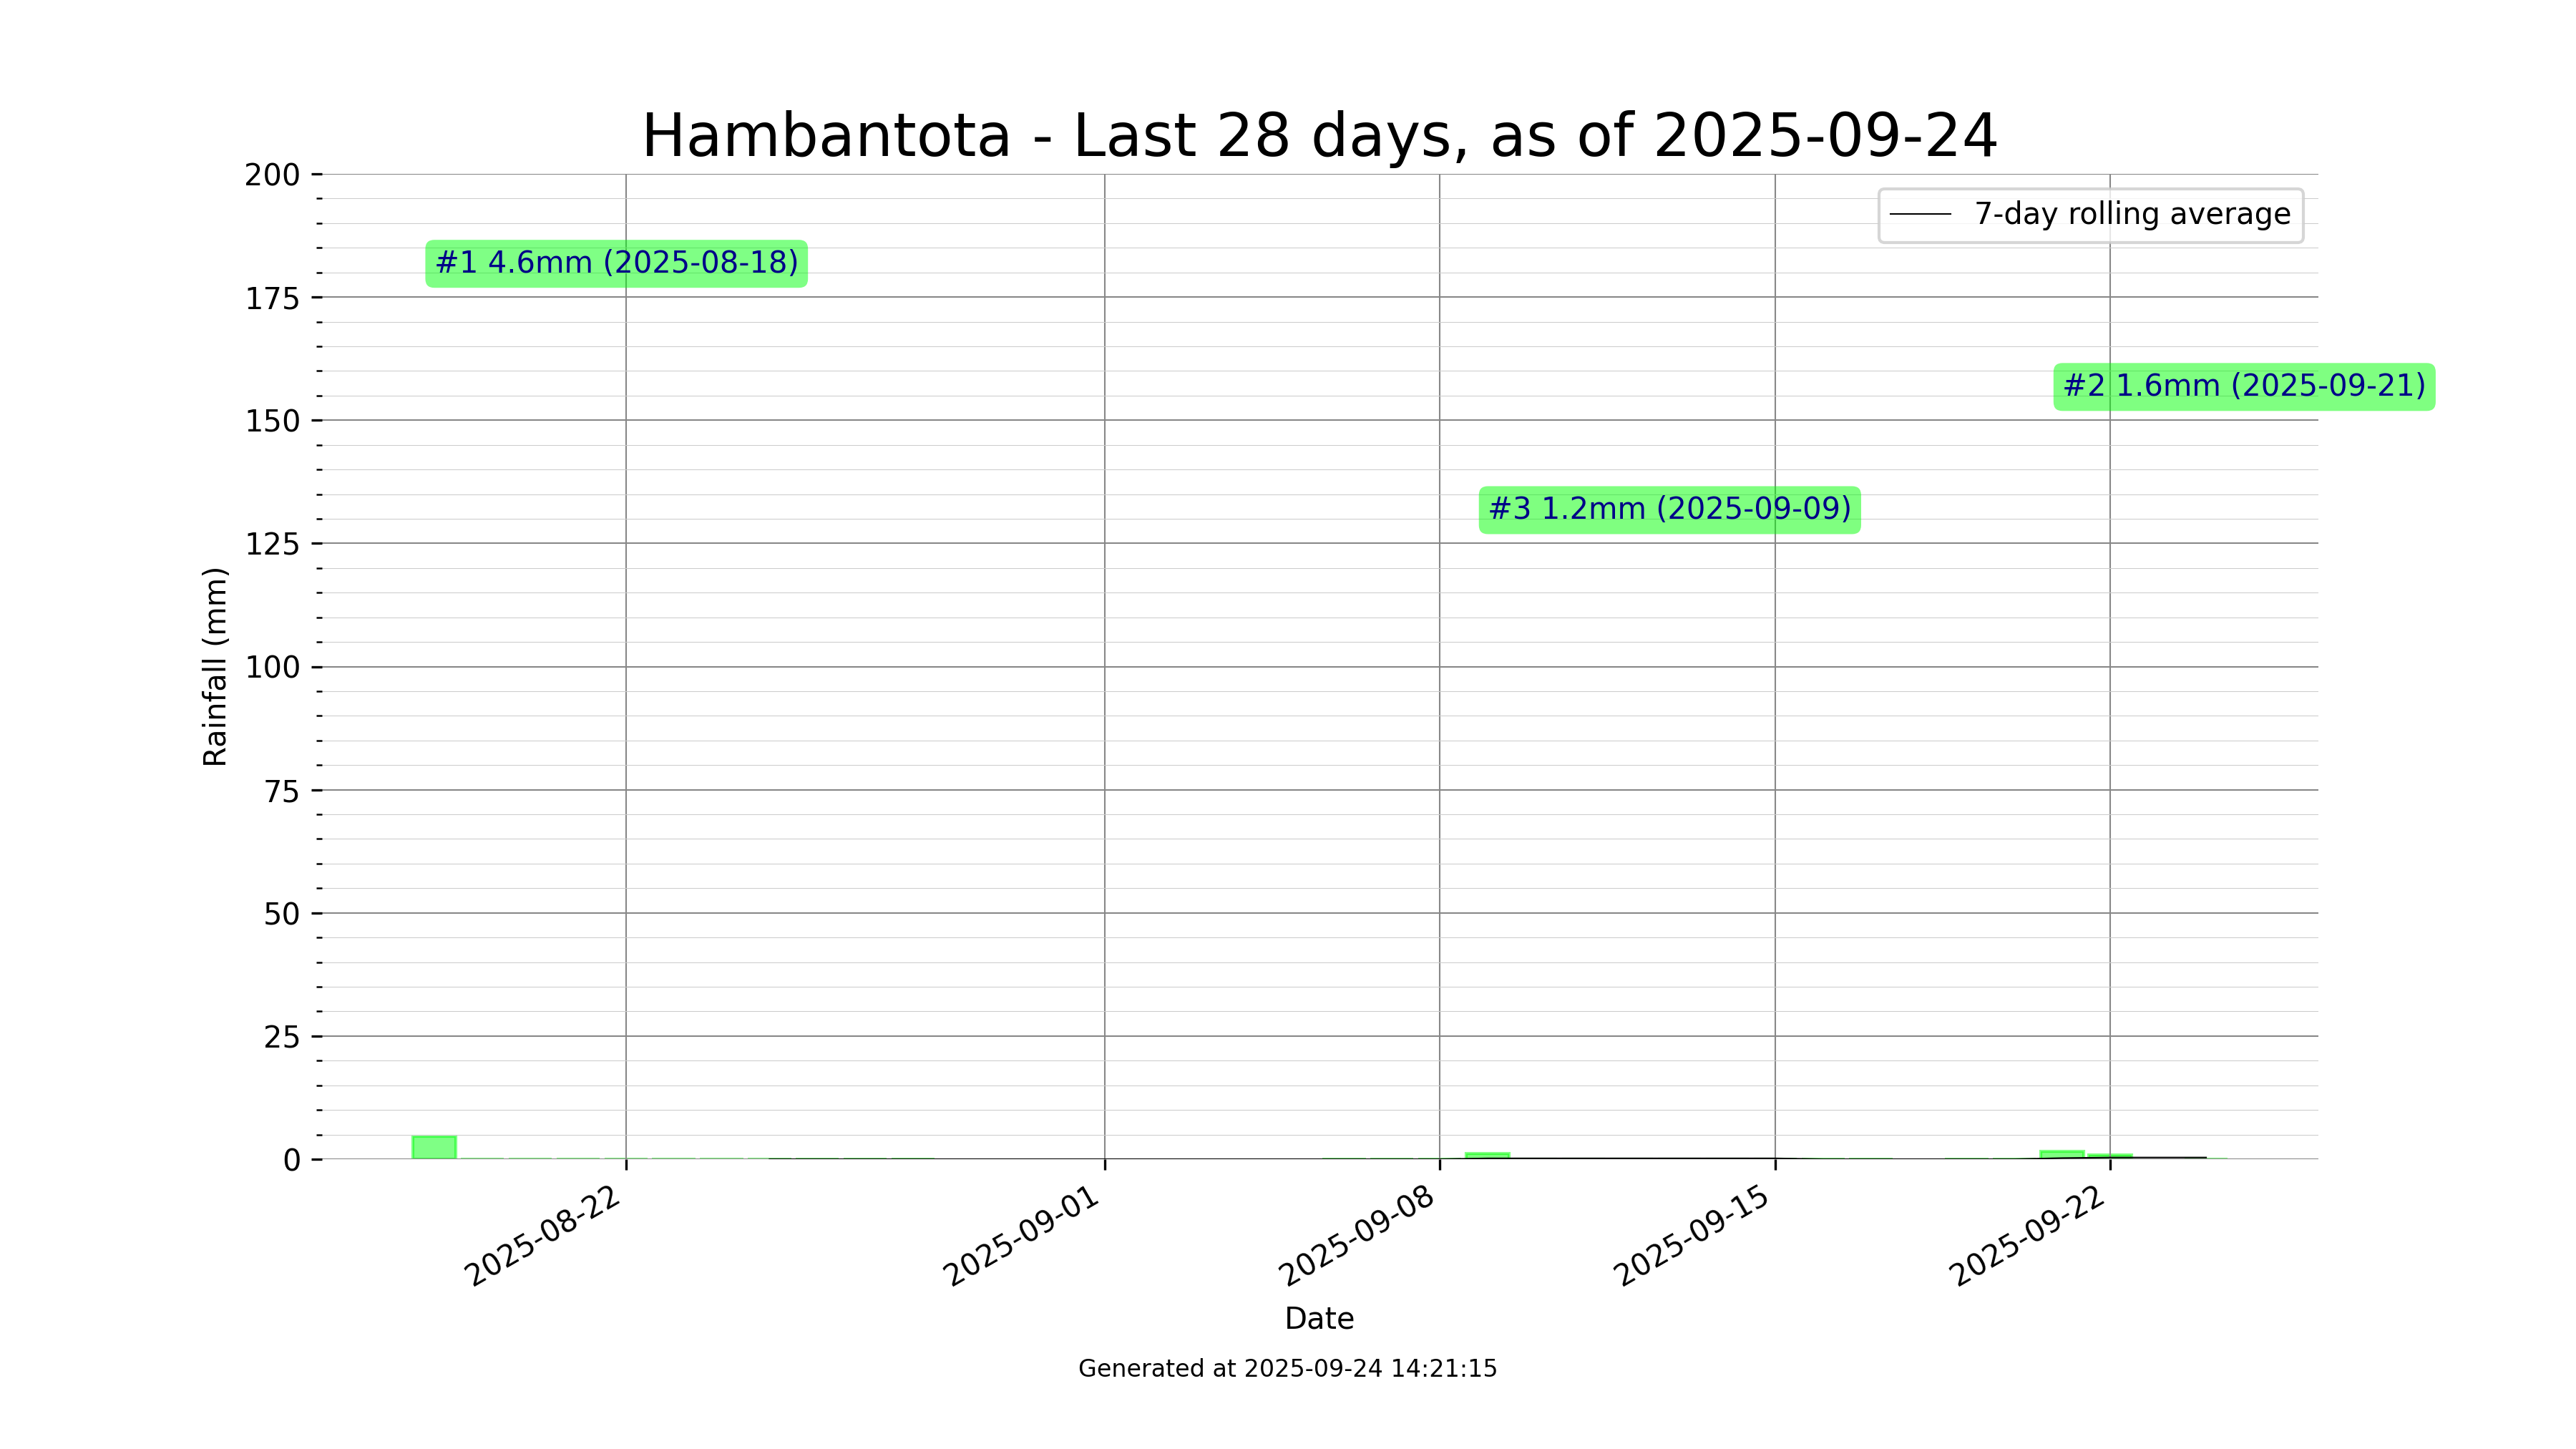 Hambantota - Last 28 days, as of 2025-09-24
7-day rolling average
#1 4.6mm (2025-08-18)
#2 1.6mm (2025-09-21)
#3 1.2mm (2025-09-09)
Rainfall (mm)
200
175
150
125
100
75
50
25
0
2025-08-22
2025-09-01
2025-09-08
2025-09-15
2025-09-22
Date
Generated at 2025-09-24 14:21:15